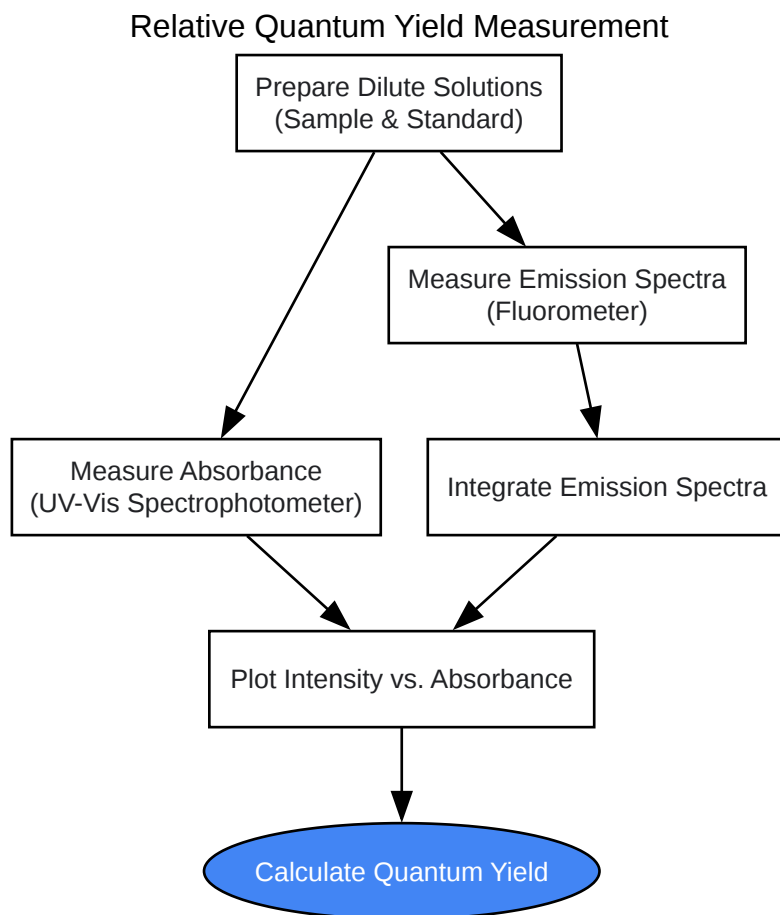 Relative Quantum Yield Measurement
Prepare Dilute Solutions
(Sample & Standard)
Measure Emission Spectra
(Fluorometer)
Measure Absorbance
(UV-Vis Spectrophotometer)
Integrate Emission Spectra
Plot Intensity vs. Absorbance
Calculate Quantum Yield